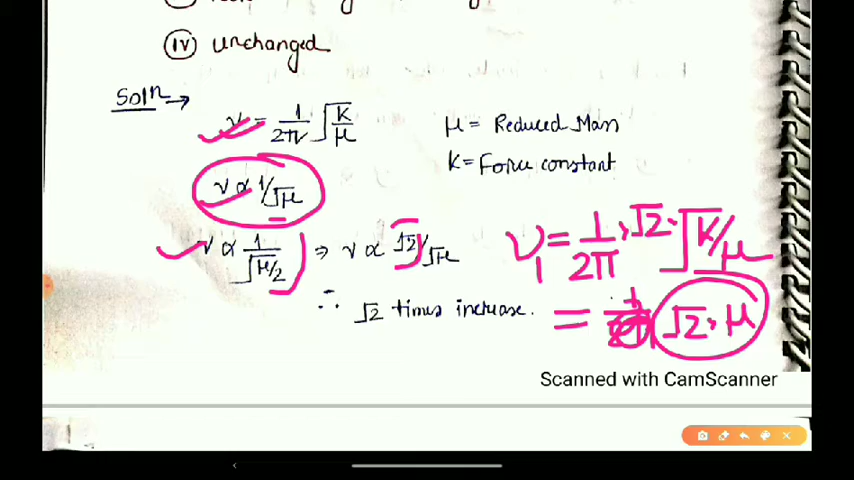 (iv) unchanged
Soln →
ν = 1/2π √K/μ
μ = Reduced Mass
K = Force constant
ν ∝ 1/√μ
ν ∝ 1/√μ/2 ⇒ ν ∝ √2/√μ
ν1 = 1/2π · √2 · √K/μ
∴ √2 times increase.
= √2 · μ
Scanned with CamScanner